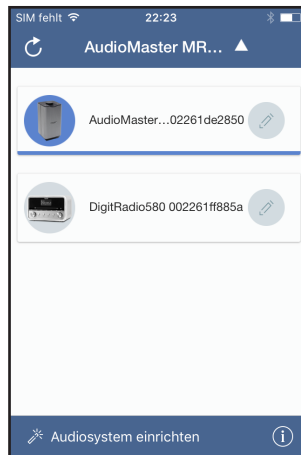 SIM fehlt 22:23
AudioMaster MR... ▲
AudioMaster...02261de2850
DigitRadio580 002261ff885a
Audiosystem einrichten